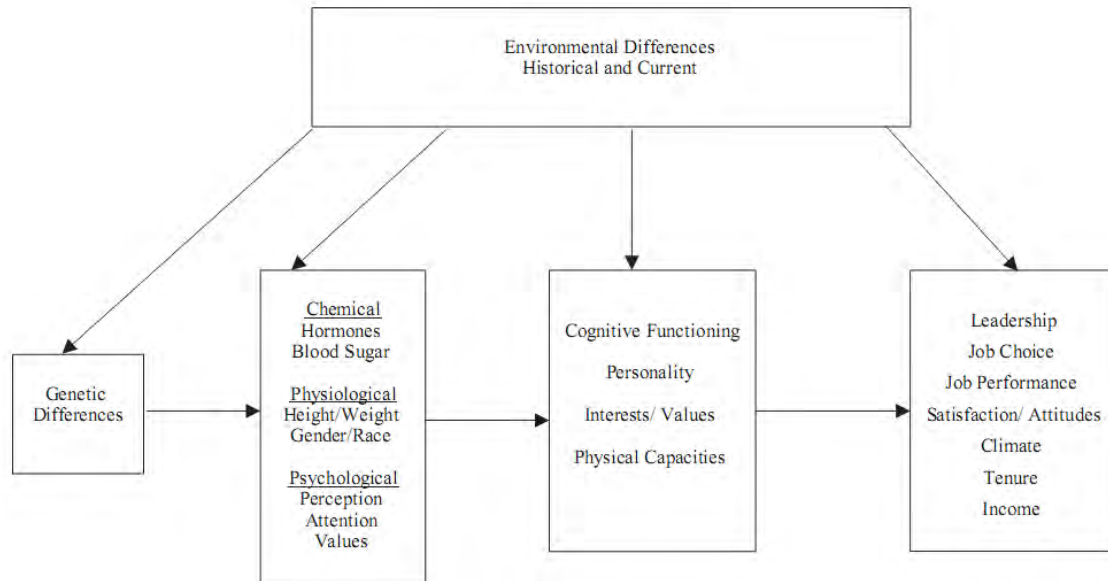 Environmental Differences
Historical and Current
Genetic
Differences
Chemical
Hormones
Blood Sugar
Physiological
Height/Weight
Gender/Race
Psychological
Perception
Attention
Values
Cognitive Functioning
Personality
Interests/ Values
Physical Capacities
Leadership
Job Choice
Job Performance
Satisfaction/ Attitudes
Climate
Tenure
Income